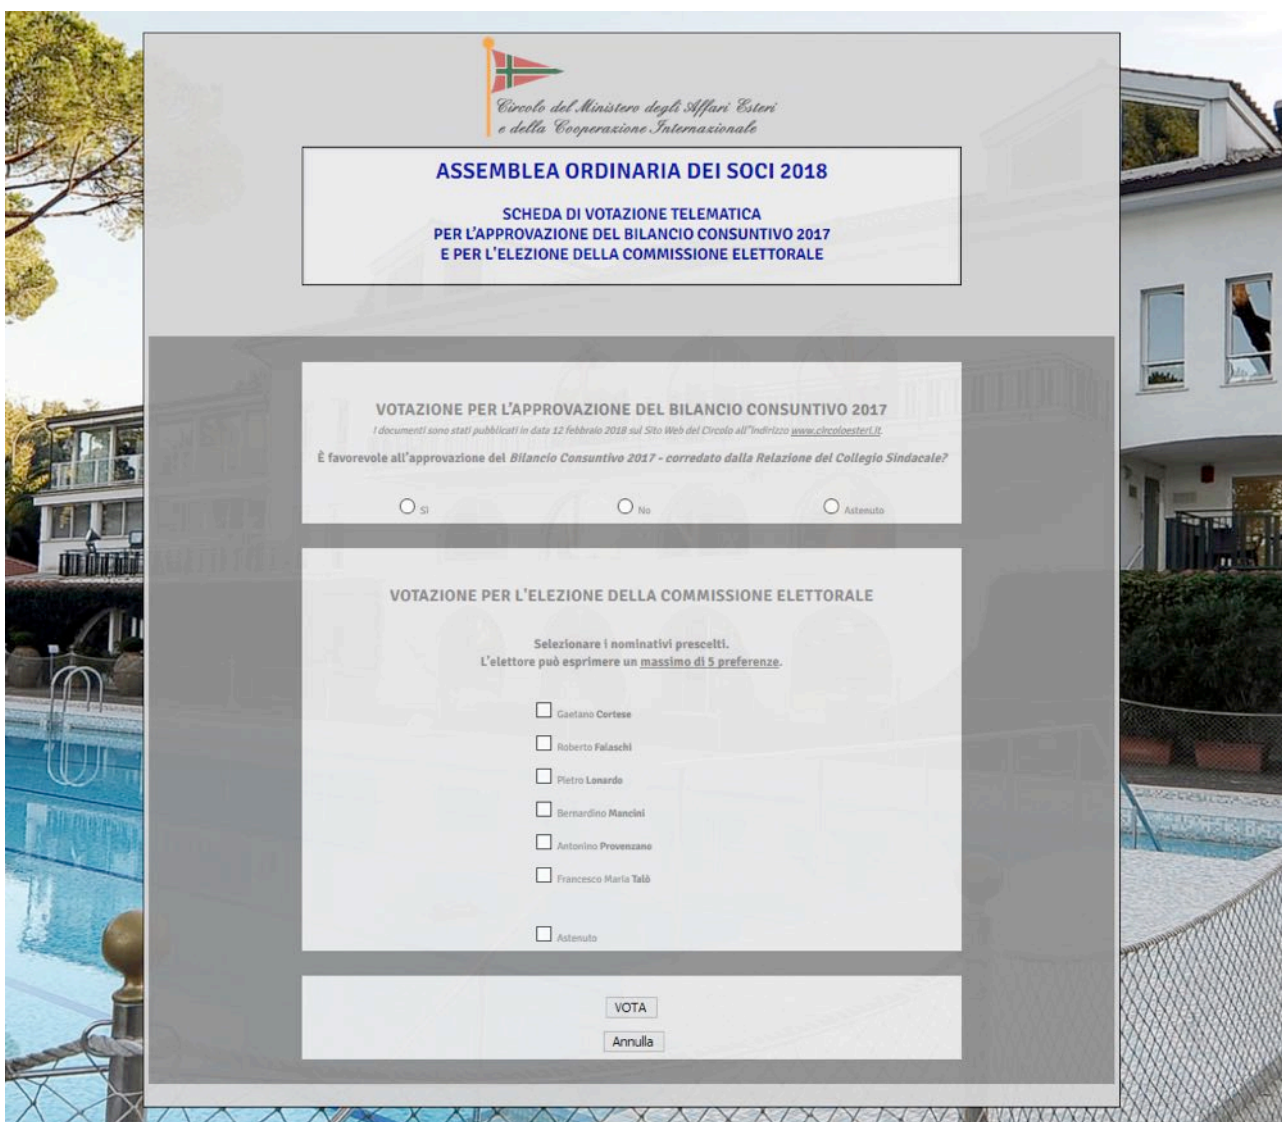 Circolo del Ministero degli Affari Esteri
e della Cooperazione Internazionale
ASSEMBLEA ORDINARIA DEI SOCI 2018
SCHEDA DI VOTAZIONE TELEMATICA
PER L'APPROVAZIONE DEL BILANCIO CONSUNTIVO 2017
E PER L'ELEZIONE DELLA COMMISSIONE ELETTORALE
VOTAZIONE PER L'APPROVAZIONE DEL BILANCIO CONSUNTIVO 2017
I documenti sono stati pubblicati in data 12 febbraio 2018 sul Sito Web del Circolo all''indirizzo www.circoloesteri.it.
È favorevole all'approvazione del Bilancio Consuntivo 2017 - corredato dalla Relazione del Collegio Sindacale?
Sì No Astenuto
VOTAZIONE PER L'ELEZIONE DELLA COMMISSIONE ELETTORALE
Selezionare i nominativi prescelti.
L'elettore può esprimere un massimo di 5 preferenze.
Gaetano Cortese
Roberto Falaschi
Pietro Lonardo
Bernardino Mancini
Antonino Provenzano
Francesco Maria Talò
Astenuto
VOTA
Annulla